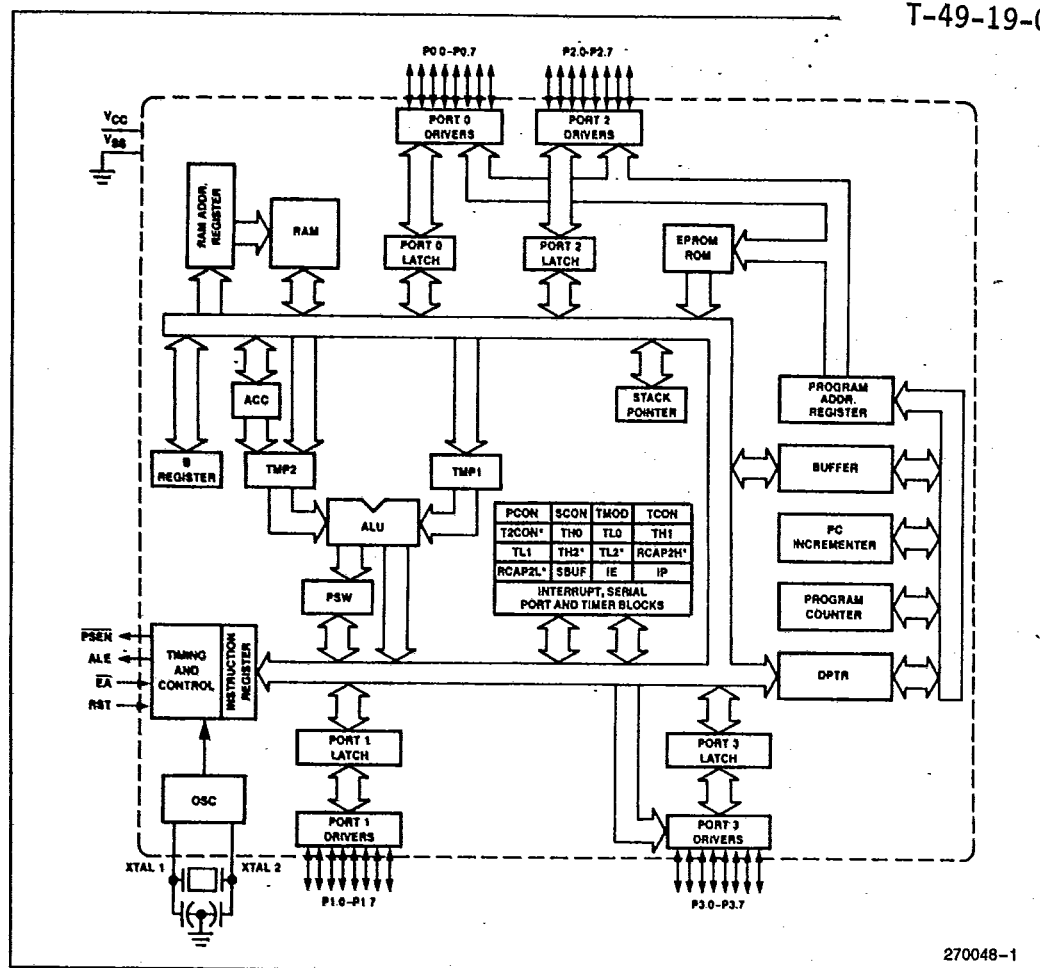 T-49-19-0
P0 0-P0.7
P2.0-P2.7
PORT 0
DRIVERS
PORT 2
DRIVERS
VCC
VSS
RAM ADDR.
REGISTER
RAM
PORT 0
LATCH
PORT 2
LATCH
EPROM
ROM
B
REGISTER
ACC
TMP2
TMP1
ALU
PSW
STACK
POINTER
PROGRAM
ADDR.
REGISTER
BUFFER
PC
INCREMENTER
PROGRAM
COUNTER
DPTR
PCON SCON TMOD TCON
T2CON* TH0 TL0 TH1
TL1 TH2* TL2* RCAP2H*
RCAP2L* SBUF IE IP
INTERRUPT, SERIAL
PORT AND TIMER BLOCKS
PSEN
ALE
EA
RST
TIMING
AND
CONTROL
INSTRUCTION
REGISTER
OSC
XTAL 1
XTAL 2
PORT 1
LATCH
PORT 1
DRIVERS
P1.0-P1 7
PORT 3
LATCH
PORT 3
DRIVERS
P3.0-P3.7
270048-1